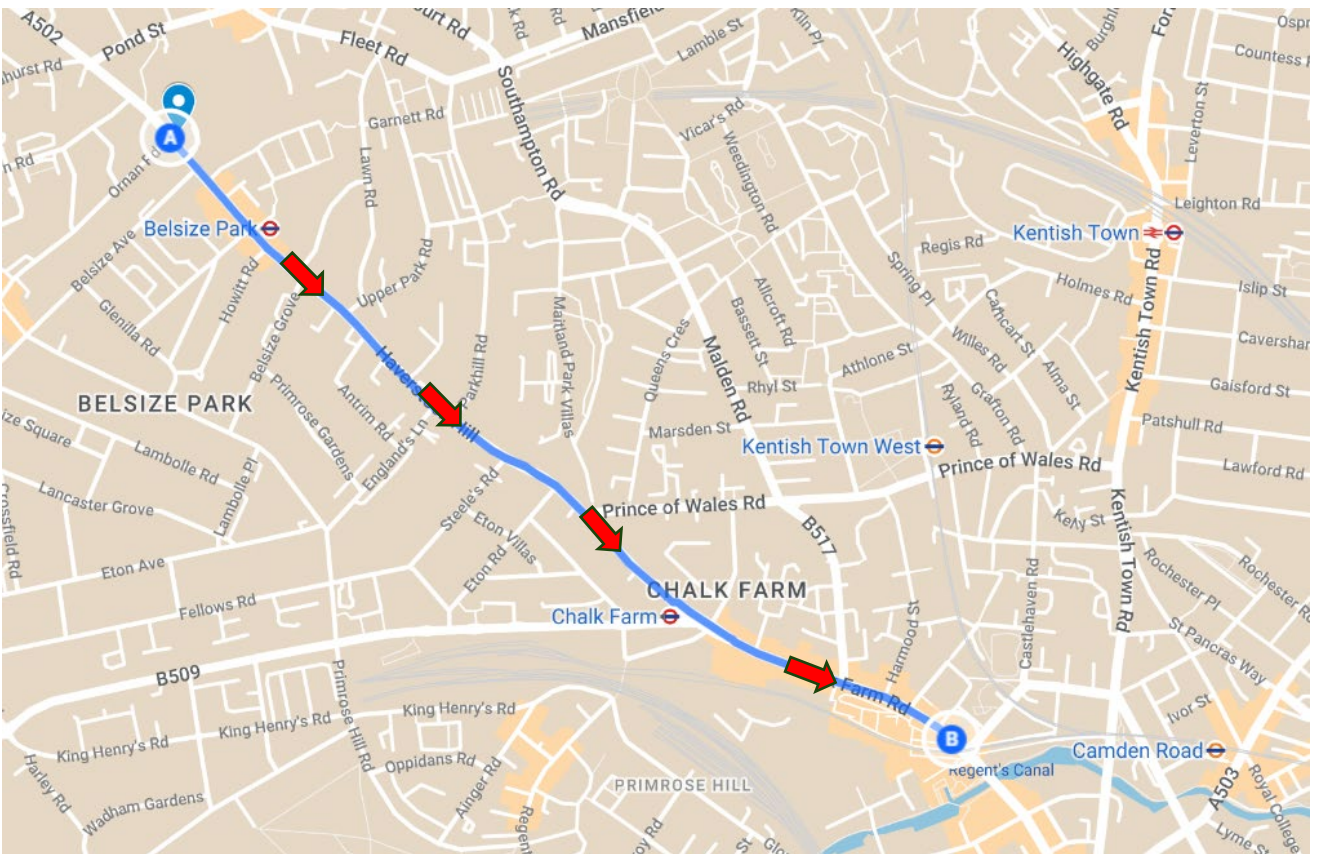 A502
Pond St
Fleet Rd
Mansfield
Lamble St
Kiln Pl
Highgate Rd
Countess
Garnett Rd
Southampton Rd
Vicar's Rd
Weedington Rd
Leverton St
A
Ornan Rd
Lawn Rd
Leighton Rd
Belsize Park
Kentish Town
Regis Rd
Belsize Ave
Howitt Rd
Upper Park Rd
Spring Pl
Holmes Rd
Islip St
Glenilla Rd
Belsize Grove
Maitland Park Villas
Queens Cres
Bassett St
Allcroft Rd
Malden Rd
Athlone St
Willes Rd
Cathcart St
Alma St
Kentish Town Rd
Parkhill Rd
Rhyl St
Gaisford St
BELSIZE PARK
Primrose Gardens
Antrim Rd
England's Ln
Marsden St
Ryland Rd
Grafton Rd
Patshull Rd
Lambolle Rd
Lambolle Pl
Kentish Town West
Prince of Wales Rd
Lawford Rd
Lancaster Grove
Steele's Rd
Prince of Wales Rd
Kelly St
Kentish Town Rd
Eton Villas
B517
Eton Ave
Eton Rd
CHALK FARM
Rochester Pl
Rochester
Fellows Rd
Chalk Farm
Harmood St
Castlehaven Rd
St Pancras Way
B509
Primrose Hill Rd
Farm Rd
King Henry's Rd
King Henry's Rd
Ivor St
King Henry's Rd
B
Camden Road
Oppidans Rd
Regent's Canal
Harley Rd
Ainger Rd
PRIMROSE HILL
A503
Royal College
Wadham Gardens
Regent
Lyme St